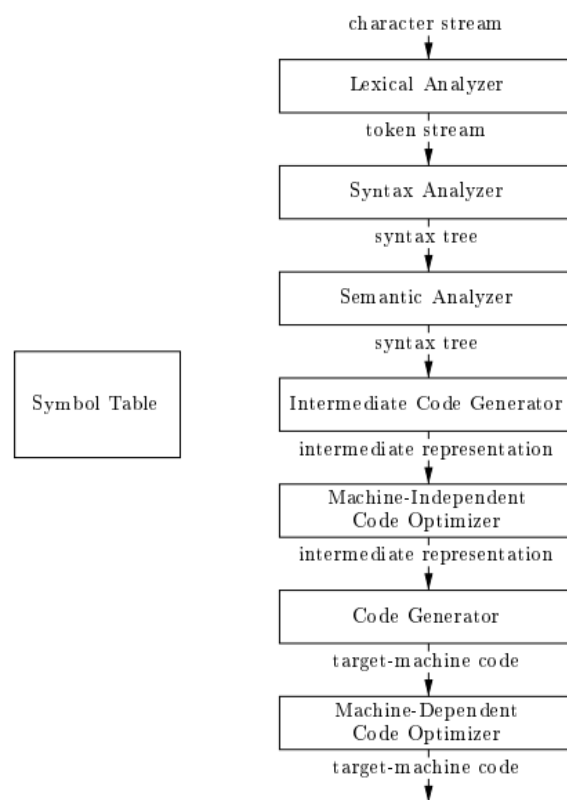 character stream
Lexical Analyzer
token stream
Syntax Analyzer
syntax tree
Semantic Analyzer
syntax tree
Symbol Table
Intermediate Code Generator
intermediate representation
Machine-Independent
Code Optimizer
intermediate representation
Code Generator
target-machine code
Machine-Dependent
Code Optimizer
target-machine code